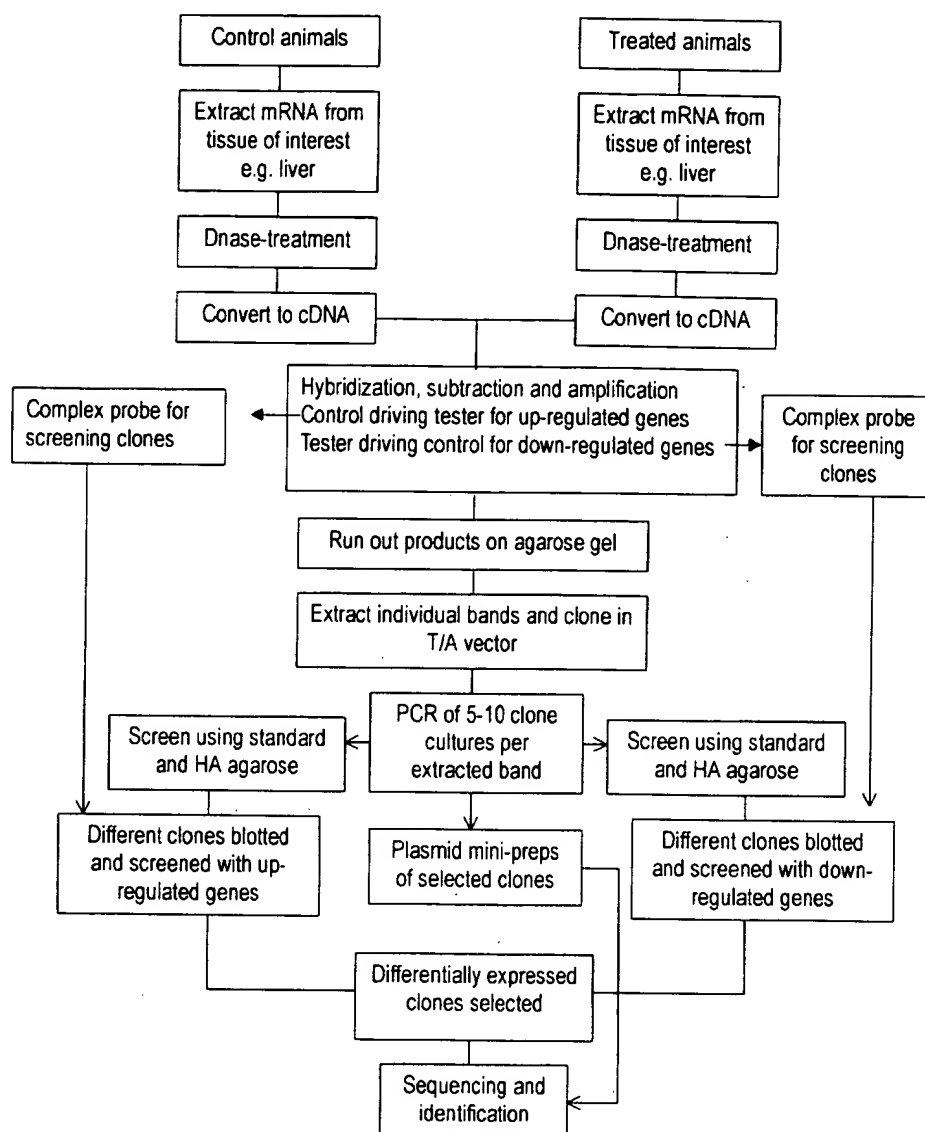 Control animals
Treated animals
Extract mRNA from
tissue of interest
e.g. liver
Extract mRNA from
tissue of interest
e.g. liver
Dnase-treatment
Dnase-treatment
Convert to cDNA
Convert to cDNA
Hybridization, subtraction and amplification
Control driving tester for up-regulated genes
Tester driving control for down-regulated genes
Complex probe for
screening clones
Complex probe
for screening
clones
Run out products on agarose gel
Extract individual bands and clone in
T/A vector
PCR of 5-10 clone
cultures per
extracted band
Screen using standard
and HA agarose
Screen using standard
and HA agarose
Different clones blotted
and screened with up-
regulated genes
Plasmid mini-preps
of selected clones
Different clones blotted
and screened with down-
regulated genes
Differentially expressed
clones selected
Sequencing and
identification